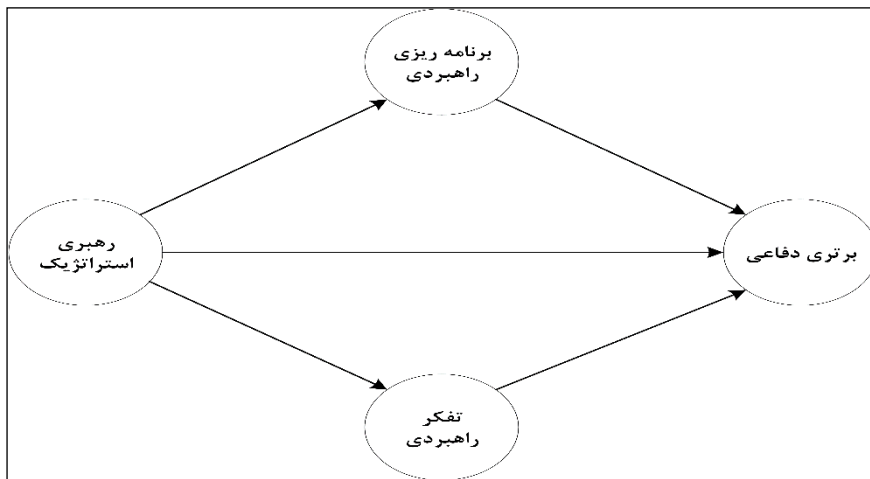 برنامه ریزی
راهبردی
رهبری
استراتژیک
برتری دفاعی
تفکر
راهبردی